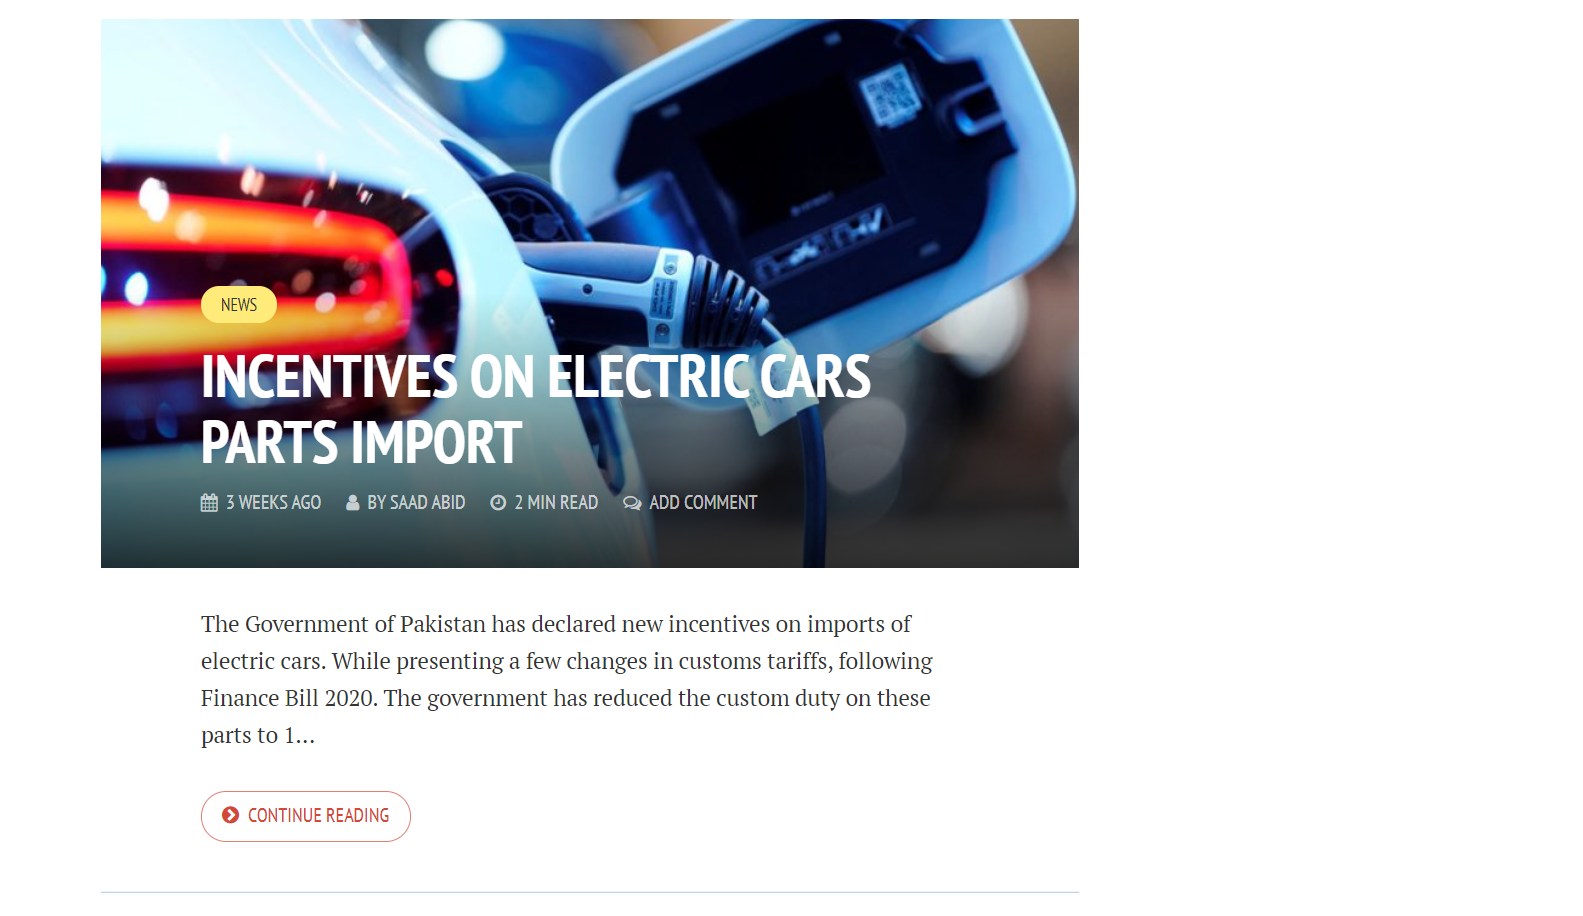 NEWS
INCENTIVES ON ELECTRIC CARS
PARTS IMPORT
3 WEEKS AGO BY SAAD ABID 2 MIN READ ADD COMMENT
The Government of Pakistan has declared new incentives on imports of
electric cars. While presenting a few changes in customs tariffs, following
Finance Bill 2020. The government has reduced the custom duty on these
parts to 1…
CONTINUE READING